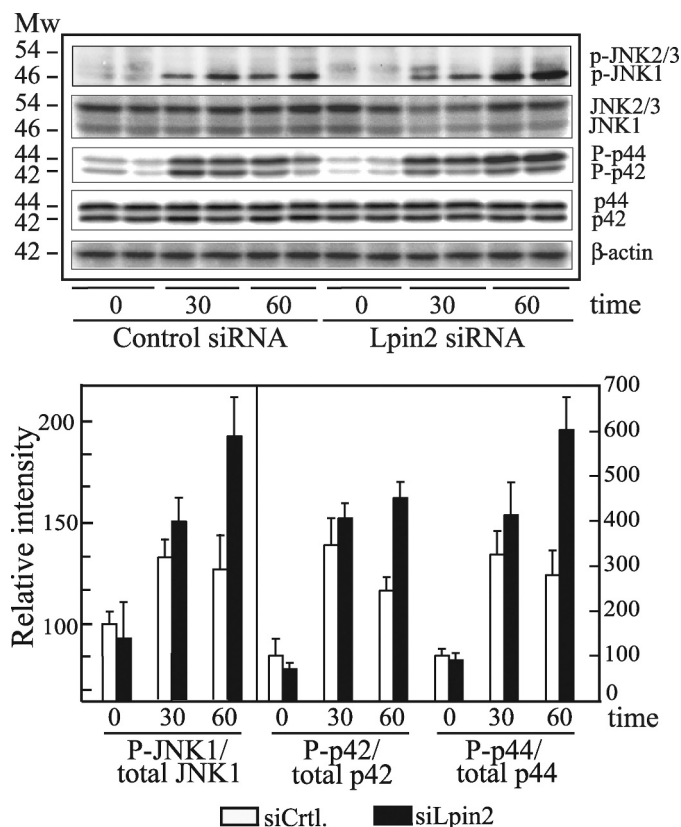 Mw
54
p-JNK2/3
46
p-JNK1
54
JNK2/3
46
JNK1
44
P-p44
42
P-p42
44
p44
42
p42
42
β-actin
0 30 60 0 30 60 time
Control siRNA Lpin2 siRNA
Relative intensity
200
150
100
700
600
500
400
300
200
100
0
0 30 60 0 30 60 0 30 60 time
P-JNK1/ P-p42/ P-p44/
total JNK1 total p42 total p44
siCrtl. siLpin2